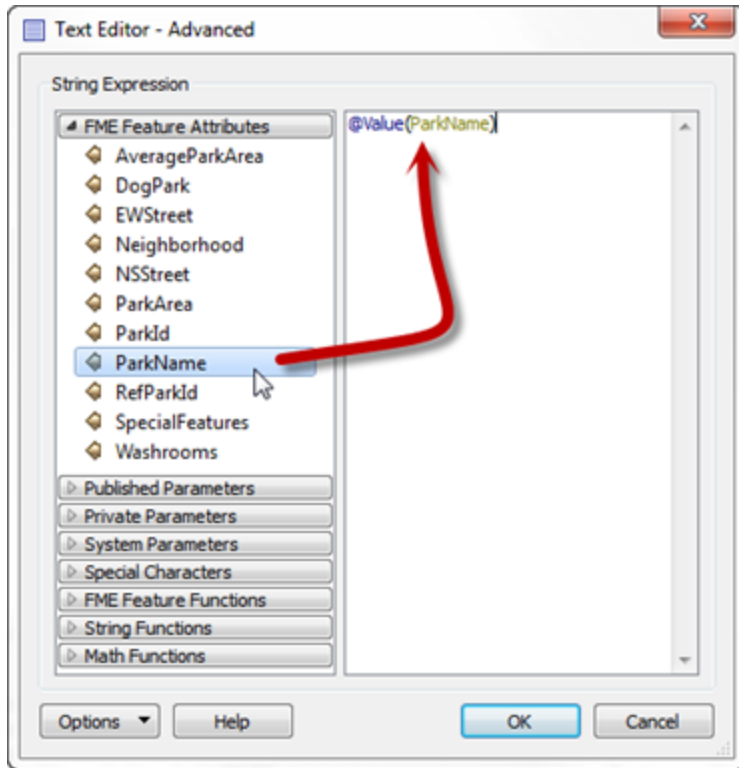 Text Editor - Advanced
String Expression
FME Feature Attributes
@Value(ParkName)
AverageParkArea
DogPark
EWStreet
Neighborhood
NSStreet
ParkArea
ParkId
ParkName
RefParkId
SpecialFeatures
Washrooms
Published Parameters
Private Parameters
System Parameters
Special Characters
FME Feature Functions
String Functions
Math Functions
Options Help OK Cancel